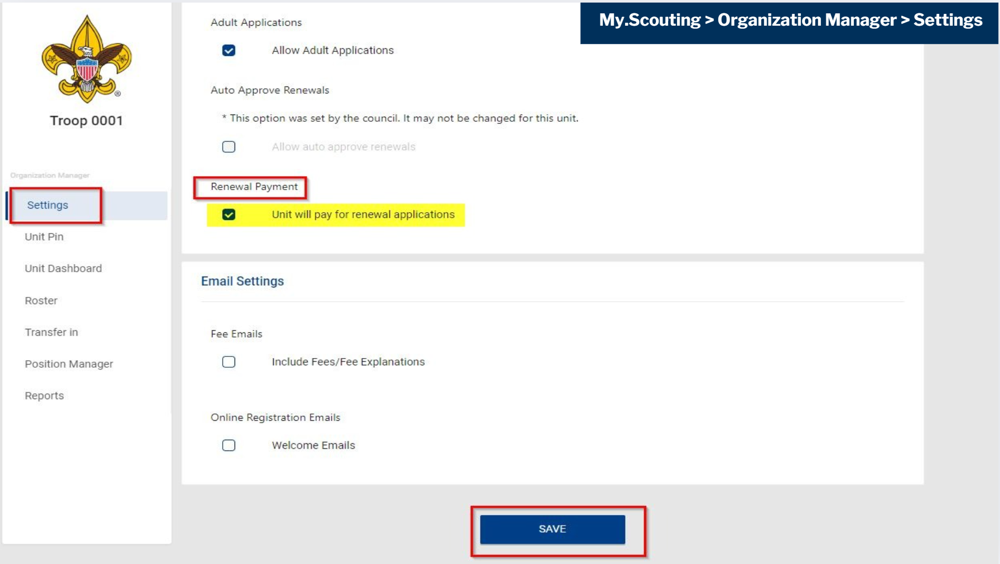 My.Scouting > Organization Manager > Settings
®
Troop 0001
Organization Manager
Settings
Unit Pin
Unit Dashboard
Roster
Transfer in
Position Manager
Reports
Adult Applications
Allow Adult Applications
Auto Approve Renewals
* This option was set by the council. It may not be changed for this unit.
Allow auto approve renewals
Renewal Payment
Unit will pay for renewal applications
Email Settings
Fee Emails
Include Fees/Fee Explanations
Online Registration Emails
Welcome Emails
SAVE